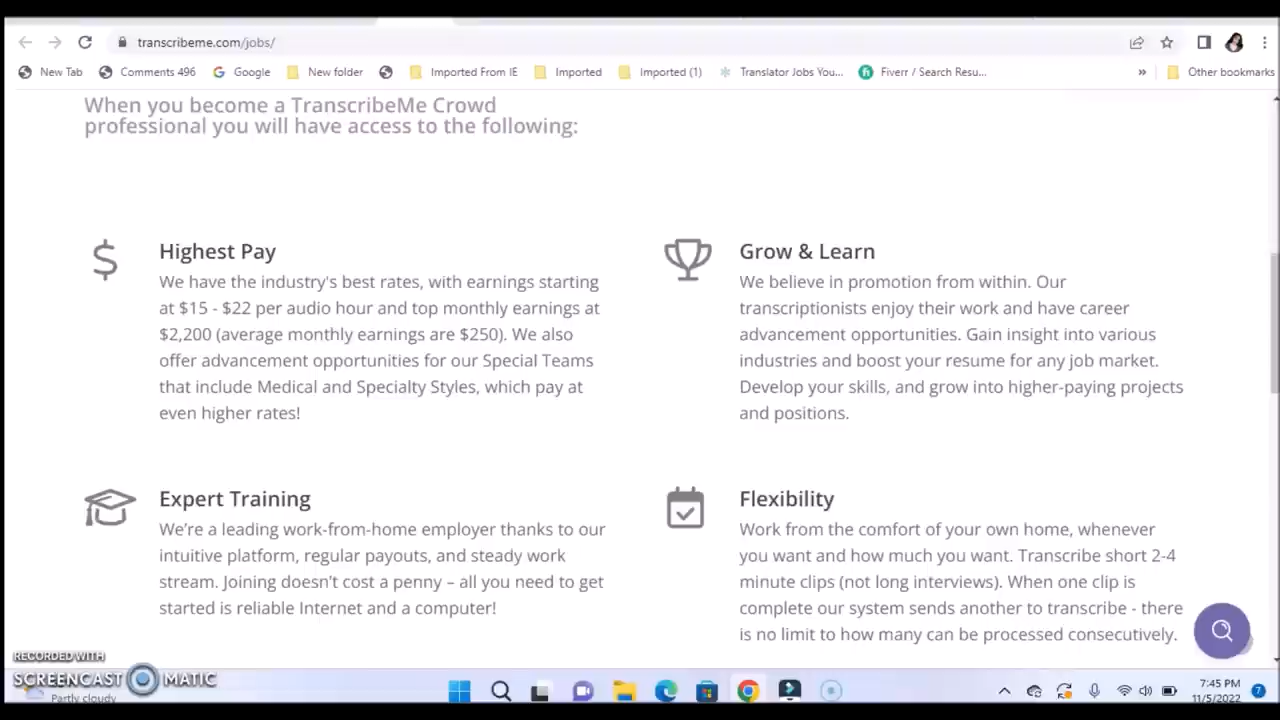 transcribeme.com/jobs/
New Tab
Comments 496
Google
New folder
Imported From IE
Imported
Imported (1)
Translator Jobs You...
Fiverr / Search Resu...
»
Other bookmarks
When you become a TranscribeMe Crowd
professional you will have access to the following:
Highest Pay
We have the industry's best rates, with earnings starting
at $15 - $22 per audio hour and top monthly earnings at
$2,200 (average monthly earnings are $250). We also
offer advancement opportunities for our Special Teams
that include Medical and Specialty Styles, which pay at
even higher rates!
Grow & Learn
We believe in promotion from within. Our
transcriptionists enjoy their work and have career
advancement opportunities. Gain insight into various
industries and boost your resume for any job market.
Develop your skills, and grow into higher-paying projects
and positions.
Expert Training
We’re a leading work-from-home employer thanks to our
intuitive platform, regular payouts, and steady work
stream. Joining doesn’t cost a penny – all you need to get
started is reliable Internet and a computer!
Flexibility
Work from the comfort of your own home, whenever
you want and how much you want. Transcribe short 2-4
minute clips (not long interviews). When one clip is
complete our system sends another to transcribe - there
is no limit to how many can be processed consecutively.
RECORDED WITH
SCREENCAST MATIC
Partly cloudy
7:45 PM
11/5/2022
7